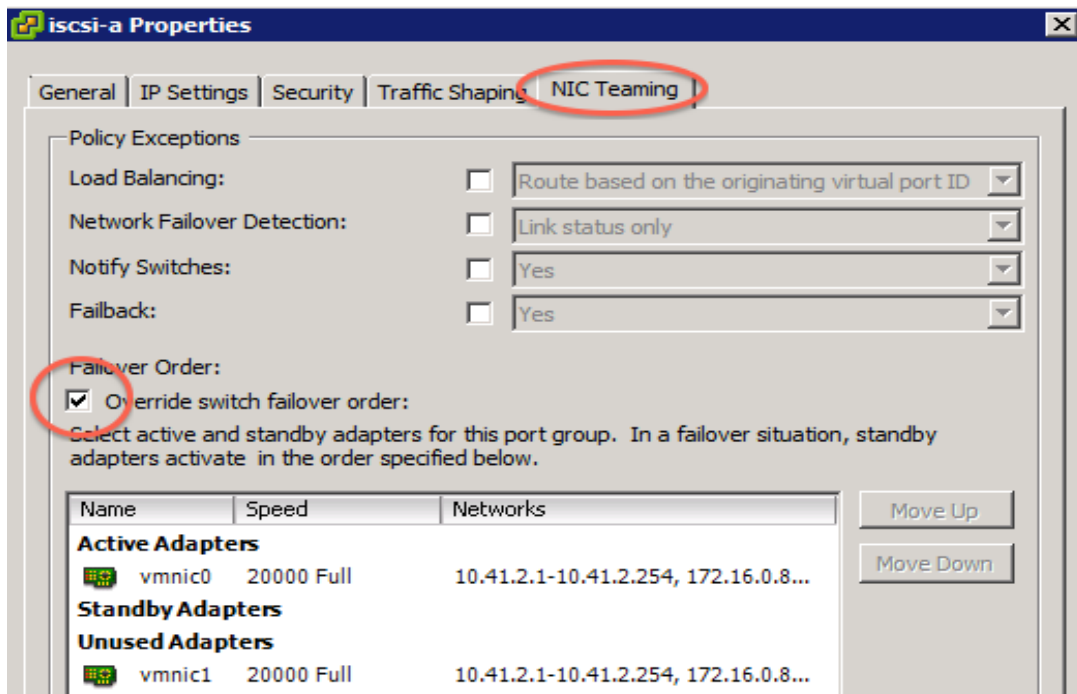 iscsi-a Properties
General IP Settings Security Traffic Shaping NIC Teaming
Policy Exceptions
Load Balancing: Route based on the originating virtual port ID
Network Failover Detection: Link status only
Notify Switches: Yes
Failback: Yes
Failover Order:
Override switch failover order:
Select active and standby adapters for this port group. In a failover situation, standby
adapters activate in the order specified below.
Name Speed Networks Move Up
Active Adapters
vmnic0 20000 Full 10.41.2.1-10.41.2.254, 172.16.0.8... Move Down
Standby Adapters
Unused Adapters
vmnic1 20000 Full 10.41.2.1-10.41.2.254, 172.16.0.8...